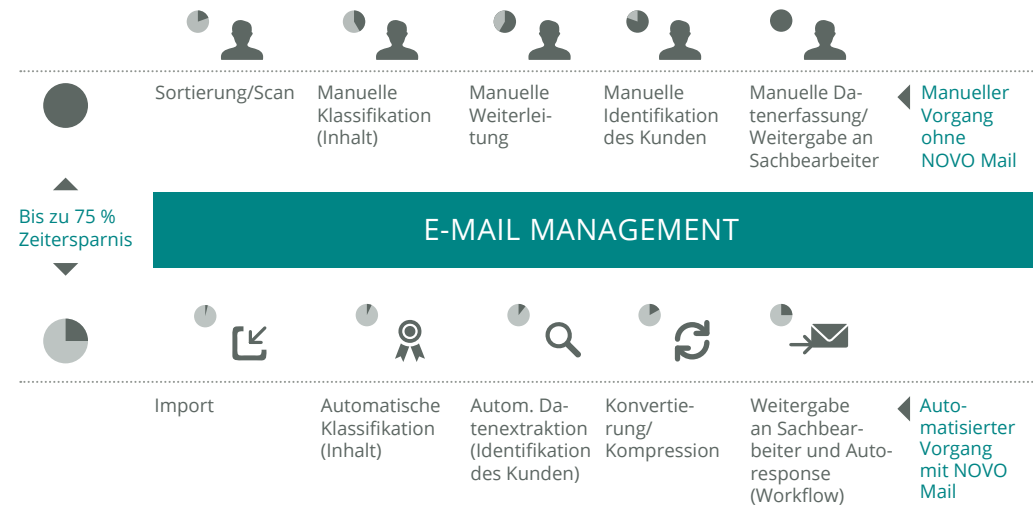 Sortierung/Scan
Manuelle
Klassifikation
(Inhalt)
Manuelle
Weiterlei-
tung
Manuelle
Identifikation
des Kunden
Manuelle Da-
tenerfassung/
Weitergabe an
Sachbearbeiter
Manueller
Vorgang
ohne
NOVO Mail
Bis zu 75 %
Zeitersparnis
E-MAIL MANAGEMENT
Import
Automatische
Klassifikation
(Inhalt)
Autom. Da-
tenextraktion
(Identifikation
des Kunden)
Konvertie-
rung/
Kompression
Weitergabe
an Sachbear-
beiter und Auto-
response
(Workflow)
Auto-
matisierter
Vorgang
mit NOVO
Mail